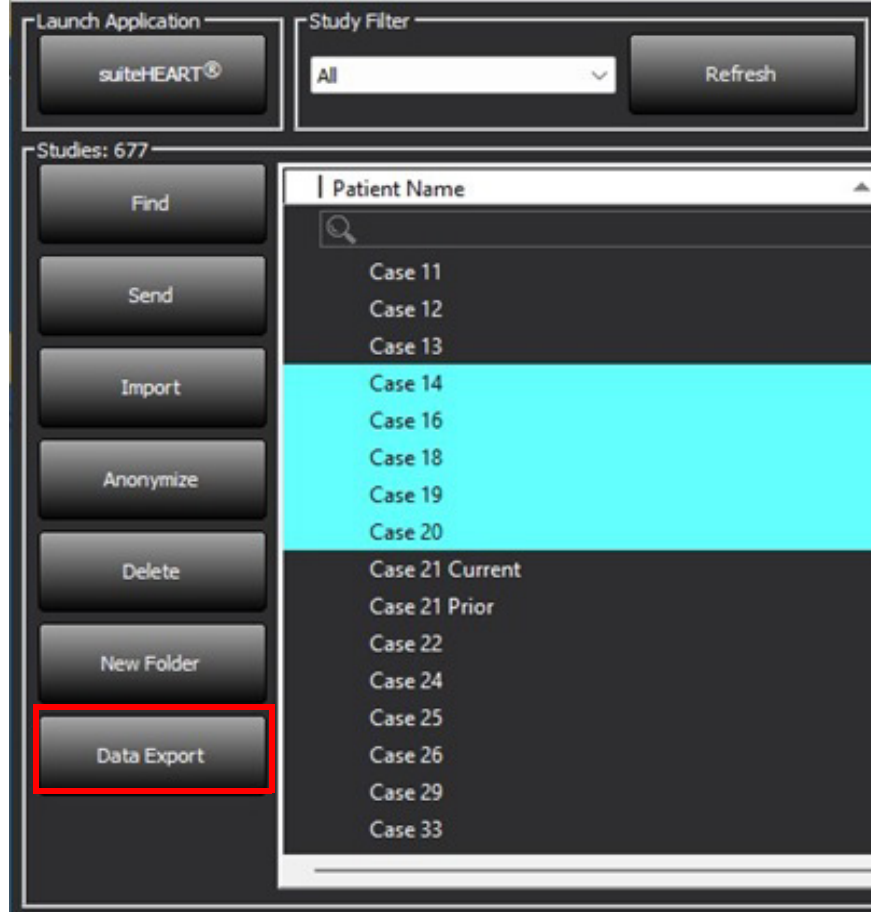 Launch Application
suiteHEART®
Study Filter
All
Refresh
Studies: 677
Find
Send
Import
Anonymize
Delete
New Folder
Data Export
Patient Name
Case 11
Case 12
Case 13
Case 14
Case 16
Case 18
Case 19
Case 20
Case 21 Current
Case 21 Prior
Case 22
Case 24
Case 25
Case 26
Case 29
Case 33